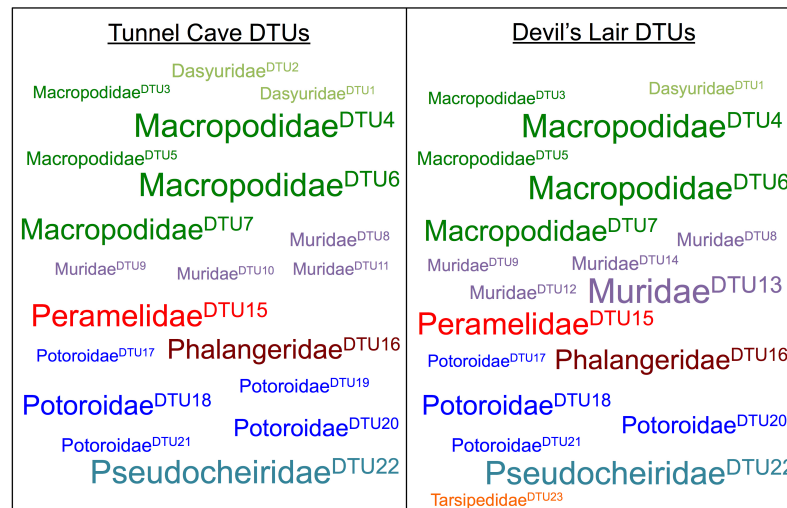 Tunnel Cave DTUs
Dasyuridae^DTU2
Macropodidae^DTU3
Dasyuridae^DTU1
Macropodidae^DTU4
Macropodidae^DTU5
Macropodidae^DTU6
Macropodidae^DTU7
Muridae^DTU8
Muridae^DTU9 Muridae^DTU10 Muridae^DTU11
Peramelidae^DTU15
Potoroidae^DTU17 Phalangeridae^DTU16
Potoroidae^DTU19
Potoroidae^DTU18
Potoroidae^DTU20
Potoroidae^DTU21
Pseudocheiridae^DTU22
Devil's Lair DTUs
Dasyuridae^DTU1
Macropodidae^DTU3
Macropodidae^DTU4
Macropodidae^DTU5
Macropodidae^DTU6
Macropodidae^DTU7
Muridae^DTU8
Muridae^DTU9 Muridae^DTU14
Muridae^DTU12 Muridae^DTU13
Peramelidae^DTU15
Potoroidae^DTU17 Phalangeridae^DTU16
Potoroidae^DTU18
Potoroidae^DTU20
Potoroidae^DTU21
Pseudocheiridae^DTU22
Tarsipedidae^DTU23